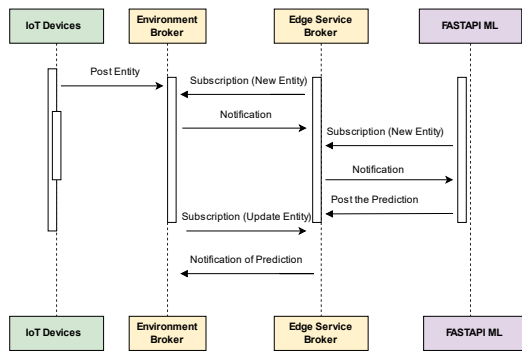 IoT Devices
Environment
Broker
Edge Service
Broker
FASTAPI ML
Post Entity
Subscription (New Entity)
Notification
Subscription (New Entity)
Notification
Post the Prediction
Subscription (Update Entity)
Notification of Prediction
IoT Devices
Environment
Broker
Edge Service
Broker
FASTAPI ML